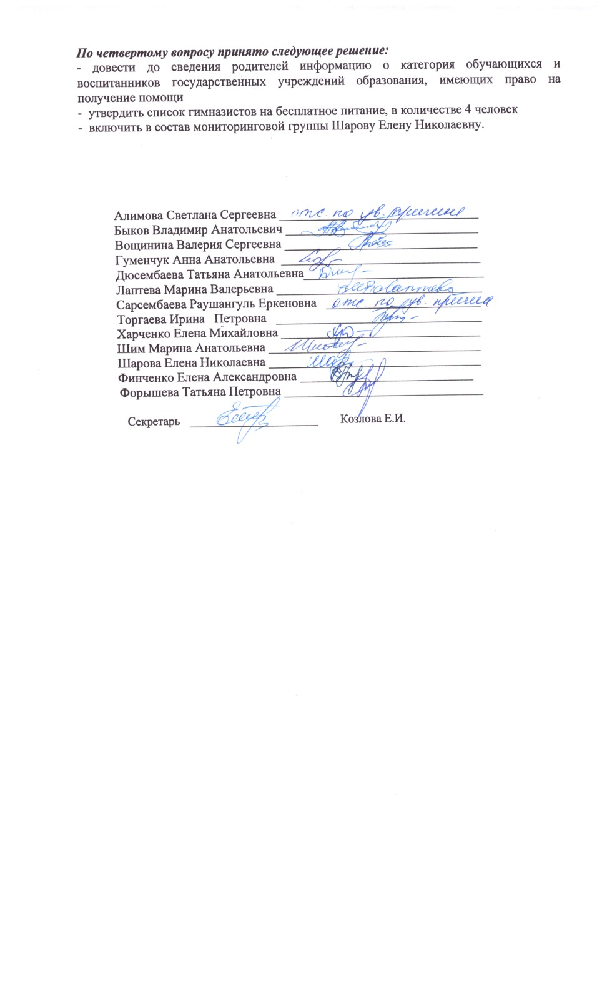 По четвертому вопросу принято следующее решение:
- довести до сведения родителей информацию о категория обучающихся и
воспитанников государственных учреждений образования, имеющих право на
получение помощи
- утвердить список гимназистов на бесплатное питание, в количестве 4 человек
- включить в состав мониторинговой группы Шарову Елену Николаевну.
Алимова Светлана Сергеевна отс. по ув. причине
Быков Владимир Анатольевич
Вощинина Валерия Сергеевна
Гуменчук Анна Анатольевна
Дюсембаева Татьяна Анатольевна
Лаптева Марина Валерьевна
Сарсембаева Раушангуль Еркеновна отс. по ув. причине
Торгаева Ирина Петровна
Харченко Елена Михайловна
Шим Марина Анатольевна
Шарова Елена Николаевна
Финченко Елена Александровна
Форышева Татьяна Петровна
Секретарь Козлова Е.И.